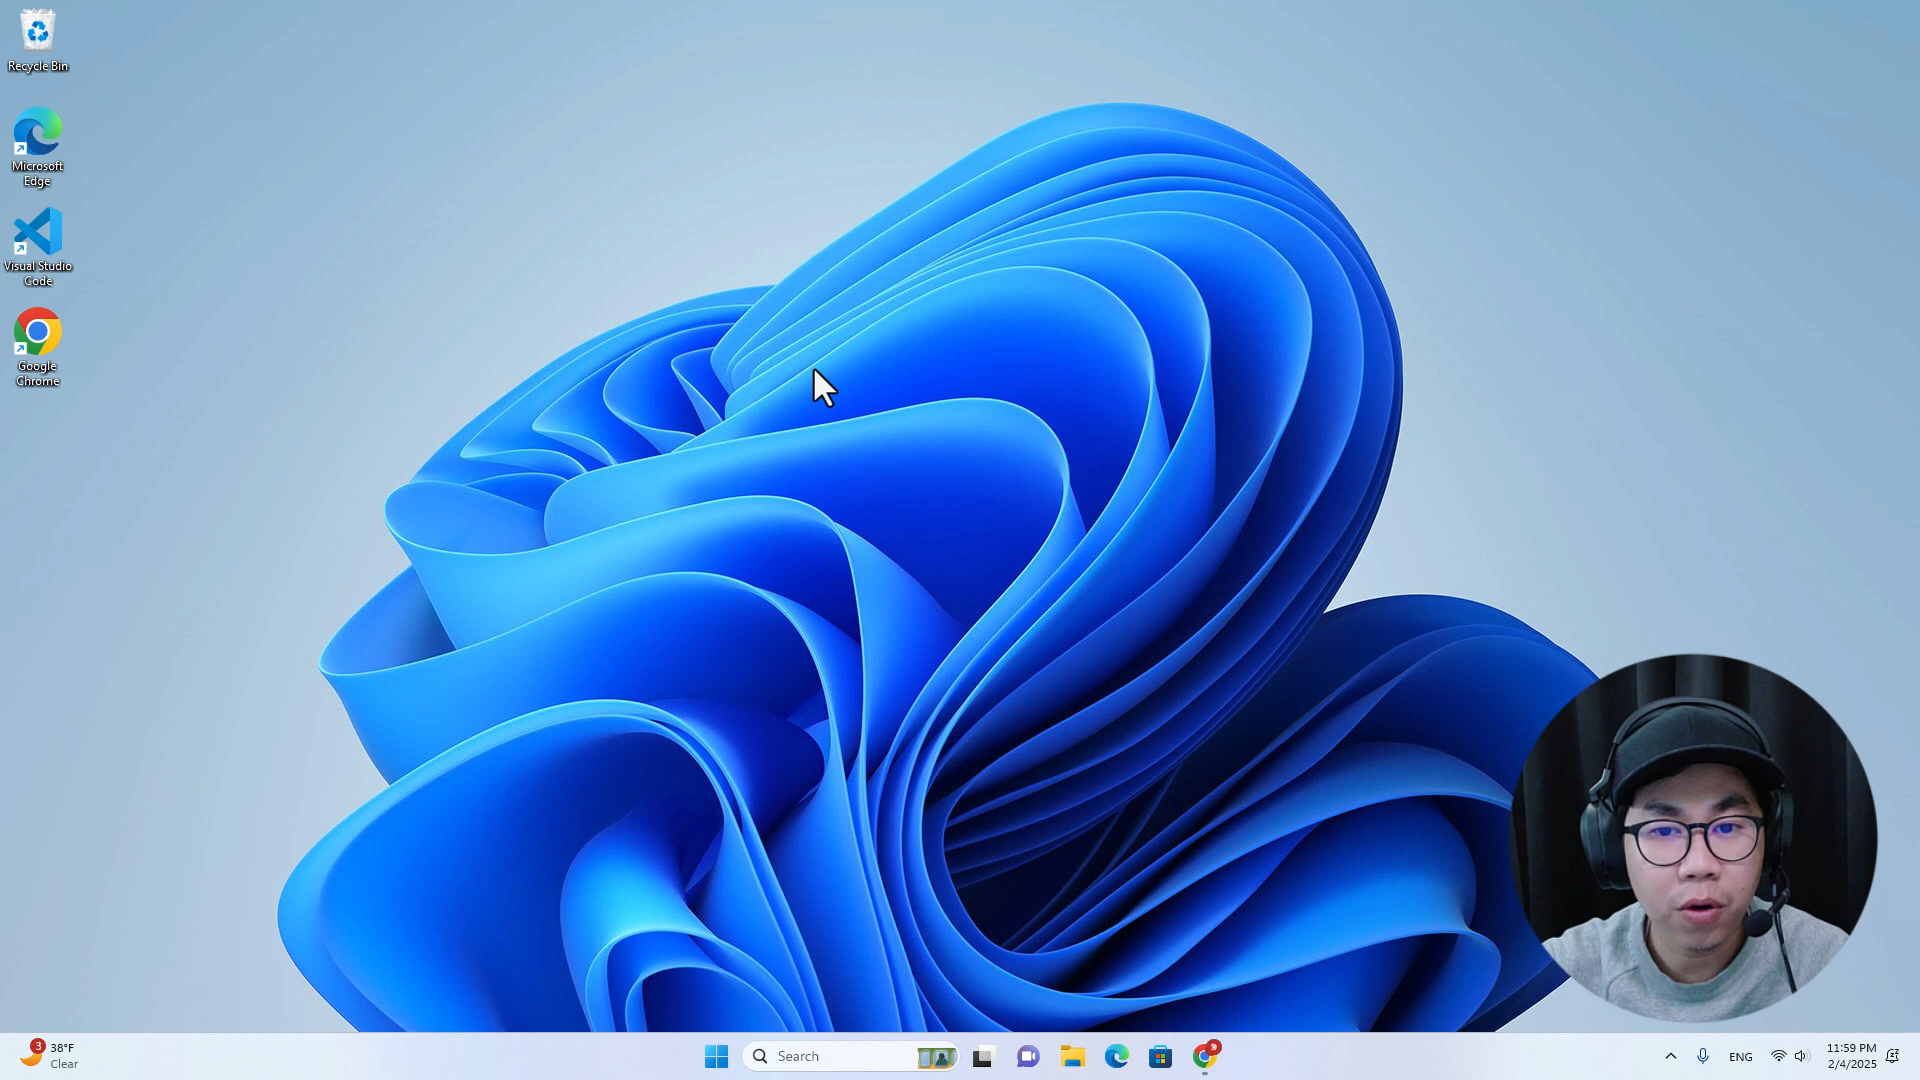 Recycle Bin
Microsoft
Edge
Visual Studio
Code
Google
Chrome
3
38°F
Clear
Search
ENG
11:59 PM
2/4/2025